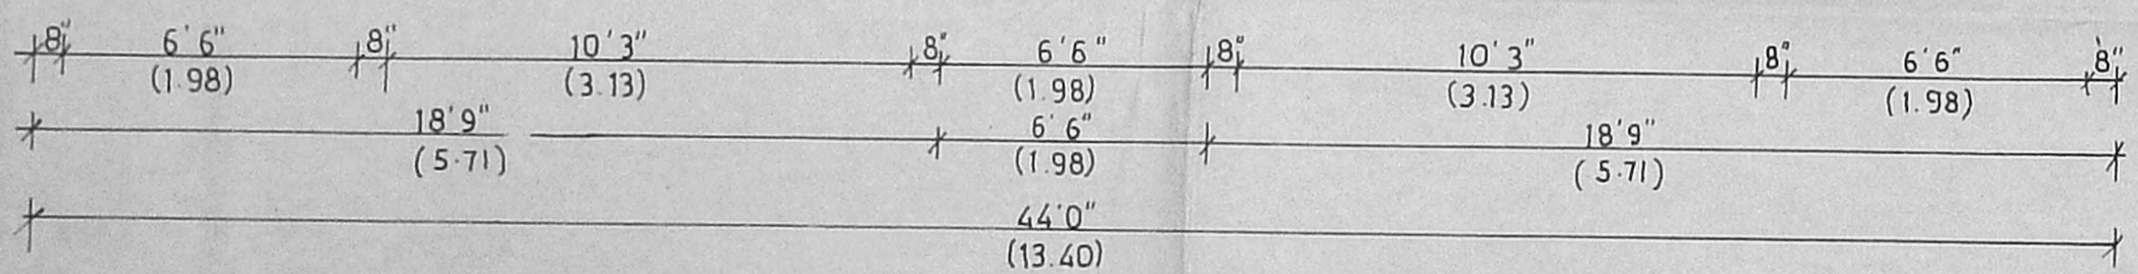 8" 6'6" 8" 10'3" 8" 6'6" 8" 10'3" 8" 6'6" 8"
(1.98) (3.13) (1.98) (3.13) (1.98)
18'9" 6'6" 18'9"
(5.71) (1.98) (5.71)
44'0"
(13.40)